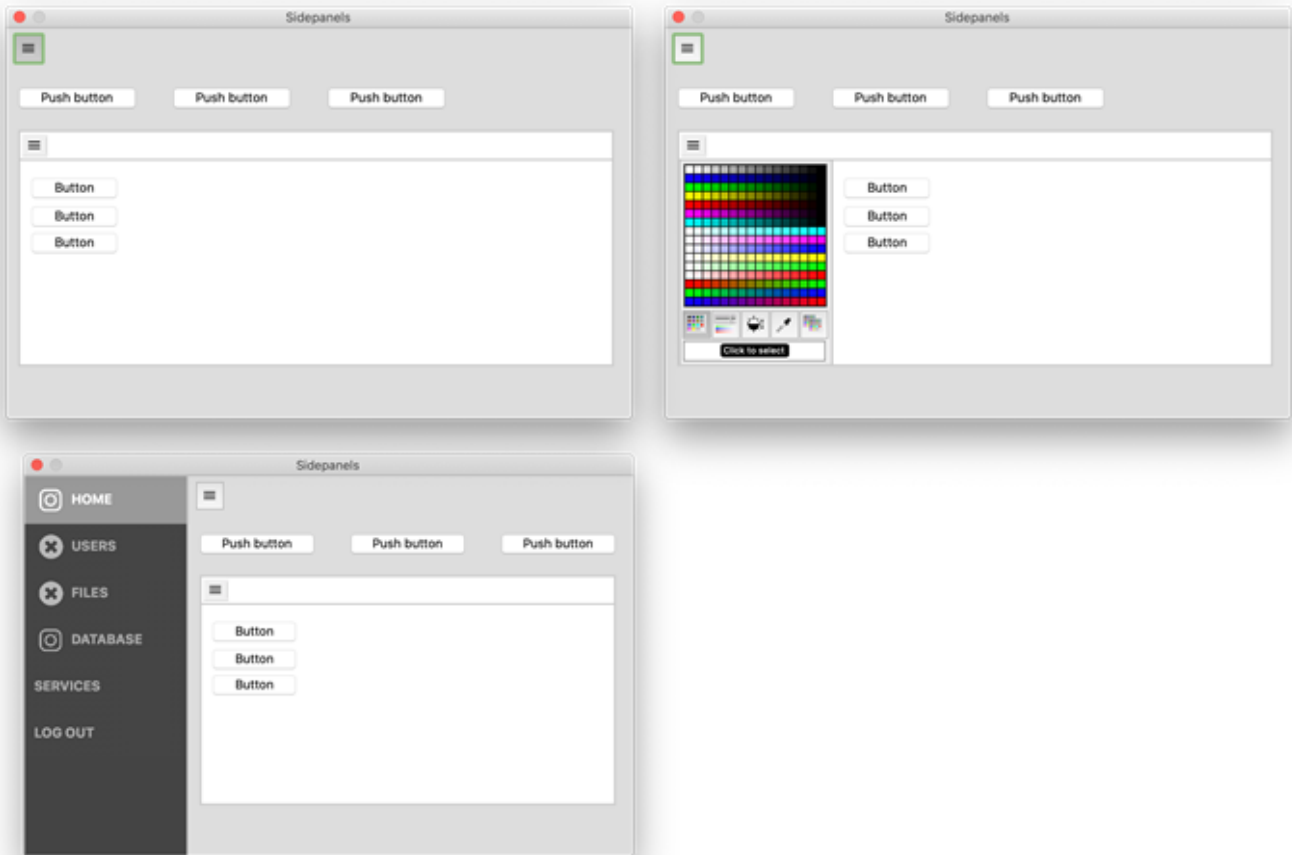 Sidepanels
Push button Push button Push button
Button
Button
Button
Sidepanels
Push button Push button Push button
Button
Button
Button
Click to select
Sidepanels
HOME
USERS
FILES
DATABASE
SERVICES
LOG OUT
Push button Push button Push button
Button
Button
Button